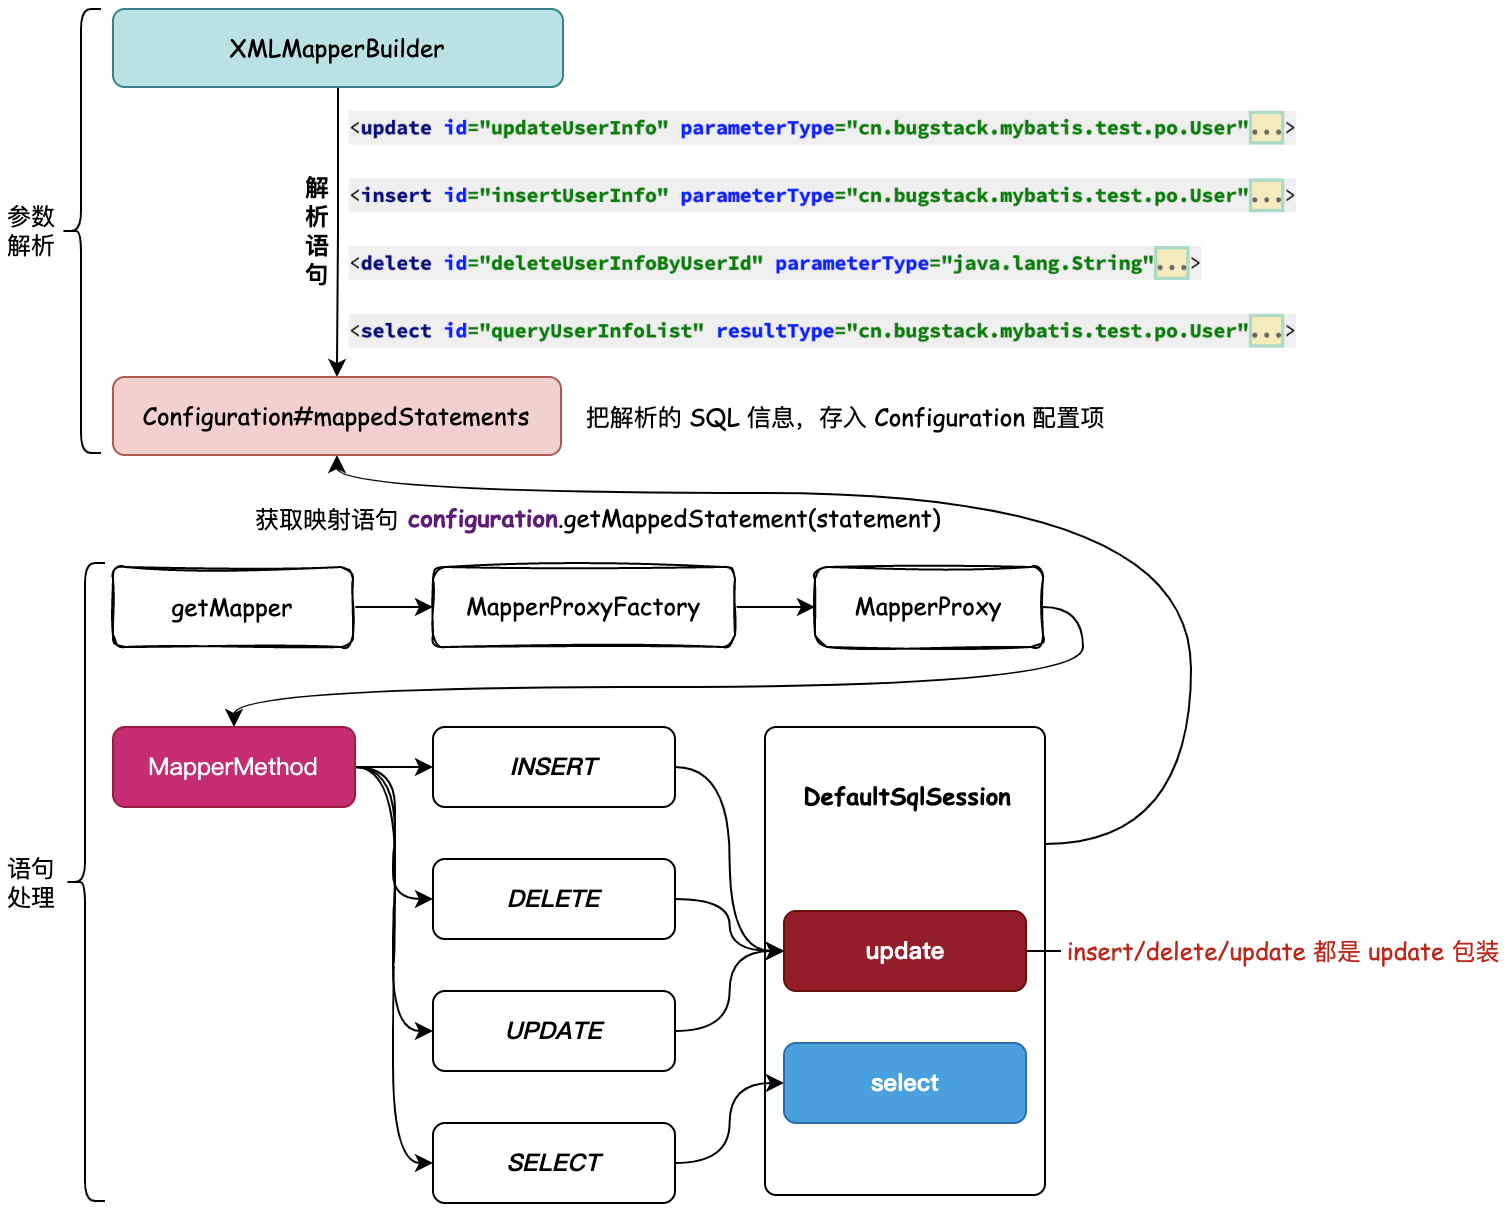 XMLMapperBuilder
<update id="updateUserInfo" parameterType="cn.bugstack.mybatis.test.po.User"...>
解
析
语
句
<insert id="insertUserInfo" parameterType="cn.bugstack.mybatis.test.po.User"...>
参数
解析
<delete id="deleteUserInfoByUserId" parameterType="java.lang.String"...>
<select id="queryUserInfoList" resultType="cn.bugstack.mybatis.test.po.User"...>
Configuration#mappedStatements
把解析的 SQL 信息，存入 Configuration 配置项
获取映射语句 configuration.getMappedStatement(statement)
getMapper
MapperProxyFactory
MapperProxy
MapperMethod
INSERT
DefaultSqlSession
语句
处理
DELETE
update
insert/delete/update 都是 update 包装
UPDATE
select
SELECT